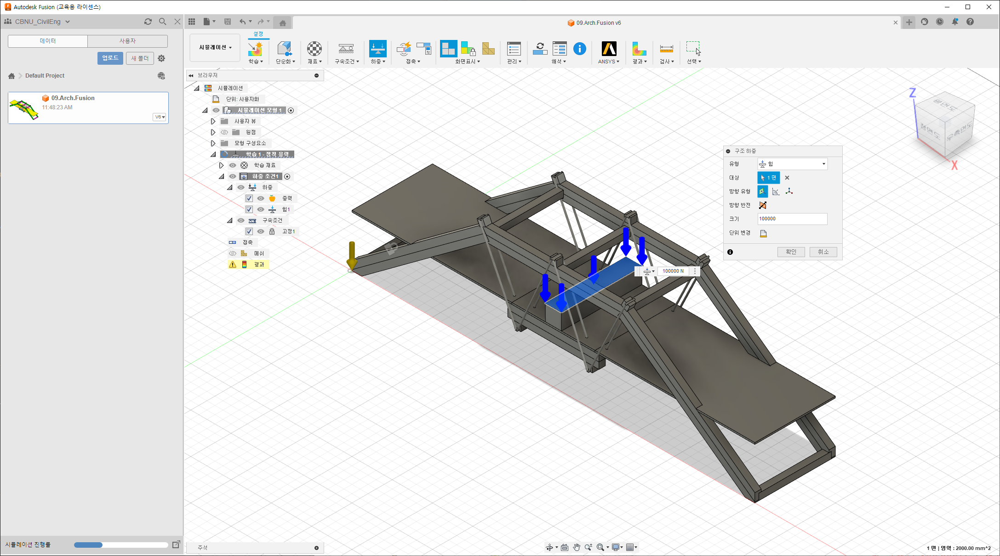 Autodesk Fusion (교육용 라이센스)
CBNU_CivilEng
09.Arch.Fusion v6
데이터
사용자
업로드
새 폴더
Default Project
09.Arch.Fusion
11:48:23 AM
V6
설정
시뮬레이션
학습
단순화
재료
구속조건
하중
접촉
화면표시
관리
해석
ANSYS
결과
검사
선택
브라우저
시뮬레이션
단위: 사용자화
시뮬레이션 모형 1
사용자 뷰
원점
모형 구성요소
학습 1 - 정적 응력
학습 재료
하중 조건1
하중
중력
힘1
구속조건
고정1
접촉
메쉬
결과
Z
X
평면도
정면도
우측면도
구조 하중
유형
힘
대상
1 면
방향 유형
방향 반전
크기
100000
단위 변경
확인
취소
100000 N
시뮬레이션 진행률
주석
1 면 | 영역 : 2000.00 mm^2